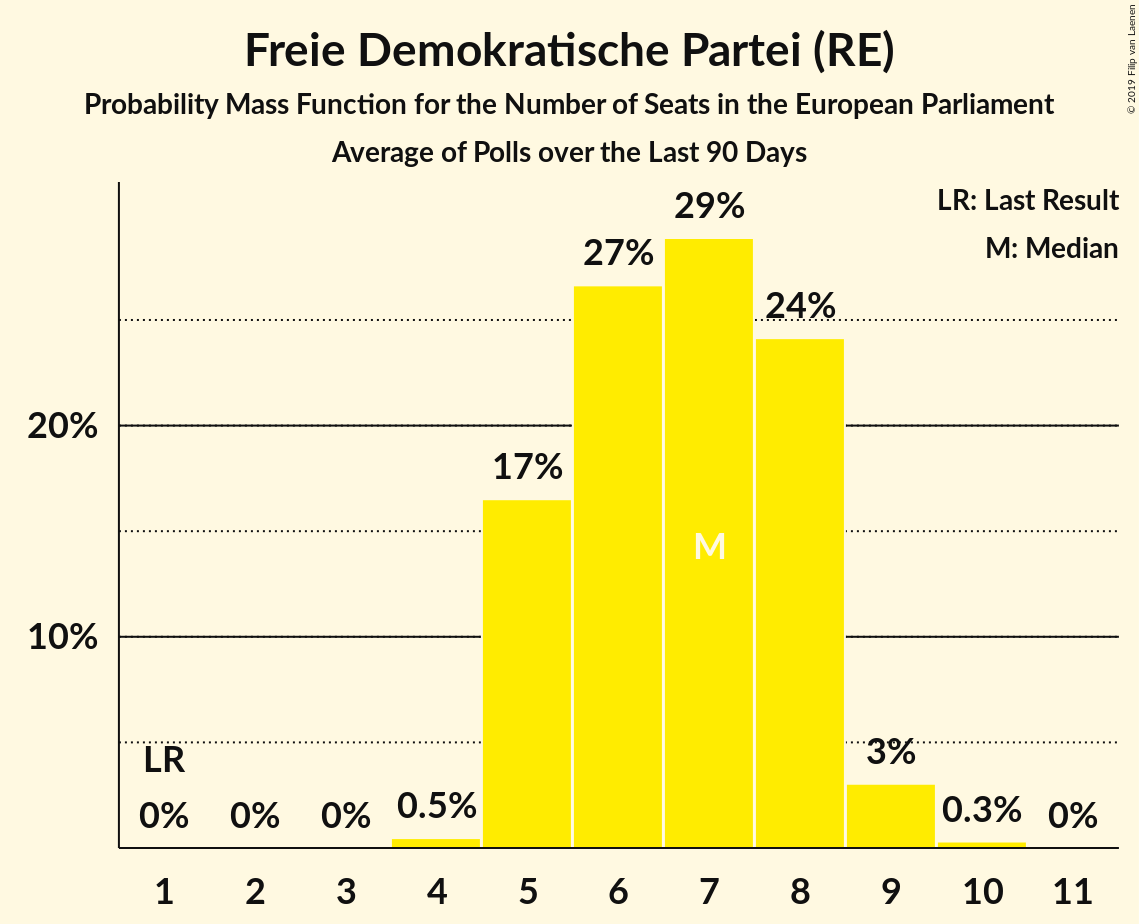 Freie Demokratische Partei (RE)
Probability Mass Function for the Number of Seats in the European Parliament
Average of Polls over the Last 90 Days
© 2019 Filip van Laenen
LR: Last Result
M: Median
29%
27%
24%
20%
17%
M
10%
LR
3%
0%
0%
0%
0.5%
0.3%
0%
1 2 3 4 5 6 7 8 9 10 11